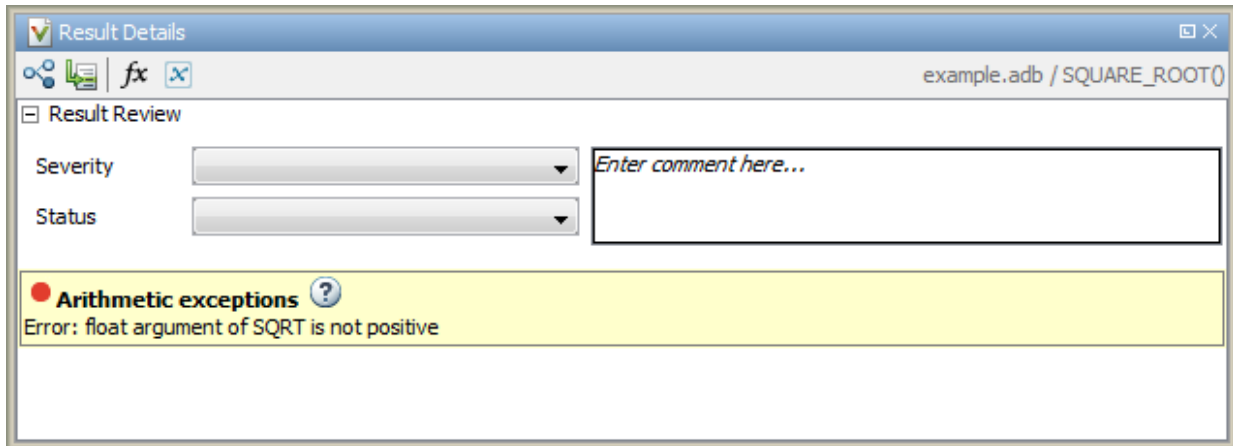 Result Details
fx x example.adb / SQUARE_ROOT()
Result Review
Severity
Enter comment here...
Status
Arithmetic exceptions ?
Error: float argument of SQRT is not positive